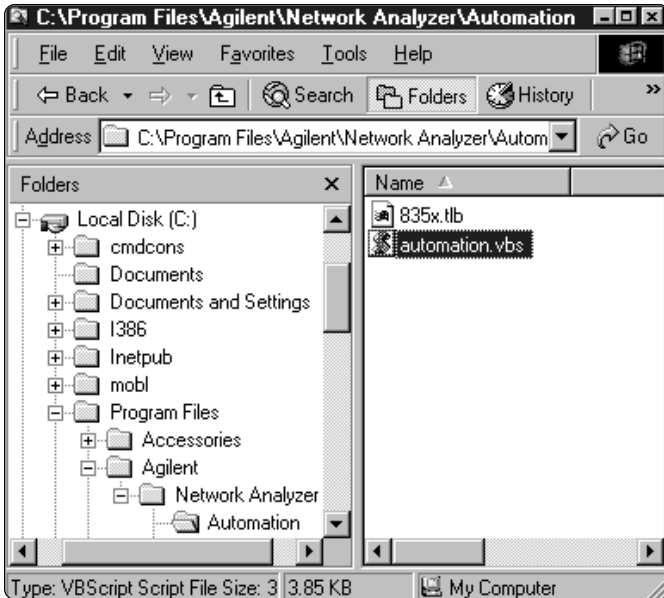 C:\Program Files\Agilent\Network Analyzer\Automation
File Edit View Favorites Tools Help
Back Search Folders History »
Address C:\Program Files\Agilent\Network Analyzer\Autom Go
Folders
Name
Local Disk (C:)
cmdcons
Documents
Documents and Settings
I386
Inetpub
mobl
Program Files
Accessories
Agilent
Network Analyzer
Automation
835x.tlb
automation.vbs
Type: VBScript Script File Size: 3 3.85 KB My Computer